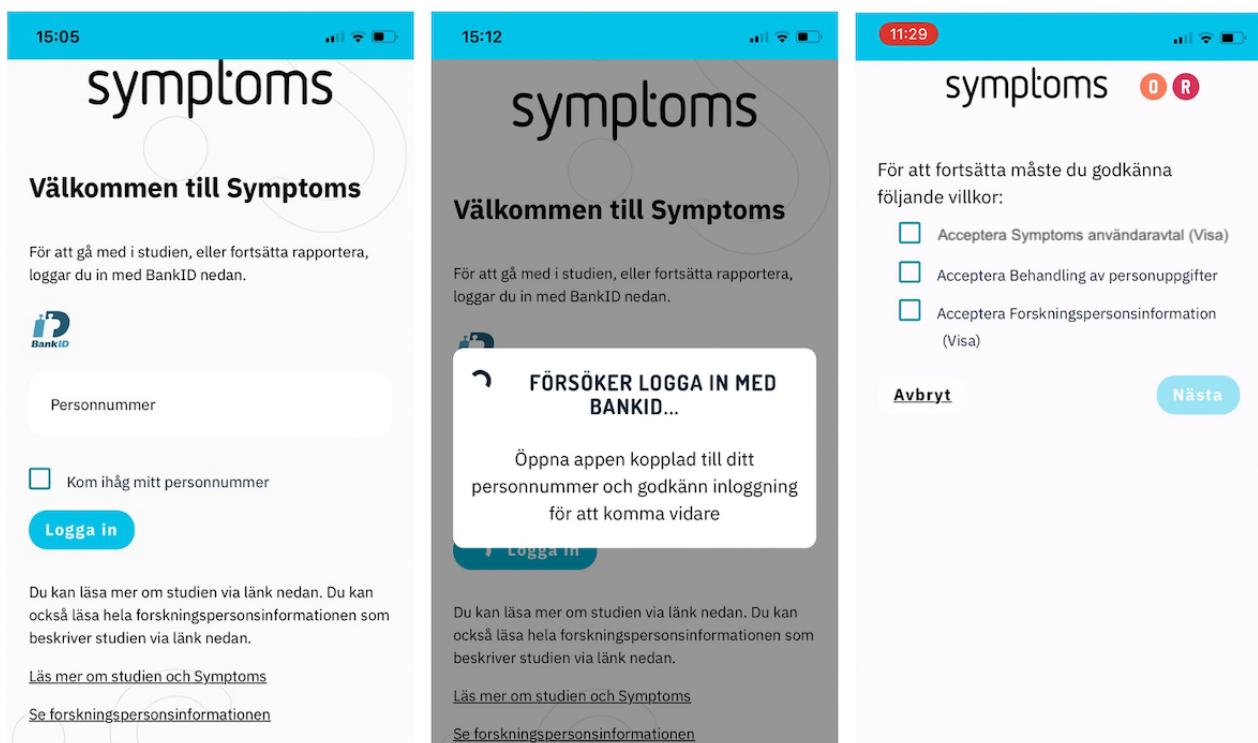 15:05
symptoms
Välkommen till Symptoms
För att gå med i studien, eller fortsätta rapportera,
loggar du in med BankID nedan.
BankID
Personnummer
Kom ihåg mitt personnummer
Logga in
Du kan läsa mer om studien via länk nedan. Du kan
också läsa hela forskningspersonsinformationen som
beskriver studien via länk nedan.
Läs mer om studien och Symptoms
Se forskningspersonsinformationen
15:12
symptoms
Välkommen till Symptoms
För att gå med i studien, eller fortsätta rapportera,
loggar du in med BankID nedan.
FÖRSÖKER LOGGA IN MED
BANKID...
Öppna appen kopplad till ditt
personnummer och godkänn inloggning
för att komma vidare
Logga in
Du kan läsa mer om studien via länk nedan. Du kan
också läsa hela forskningspersonsinformationen som
beskriver studien via länk nedan.
Läs mer om studien och Symptoms
Se forskningspersonsinformationen
11:29
symptoms O R
För att fortsätta måste du godkänna
följande villkor:
Acceptera Symptoms användaravtal (Visa)
Acceptera Behandling av personuppgifter
Acceptera Forskningspersonsinformation
(Visa)
Avbryt Nästa